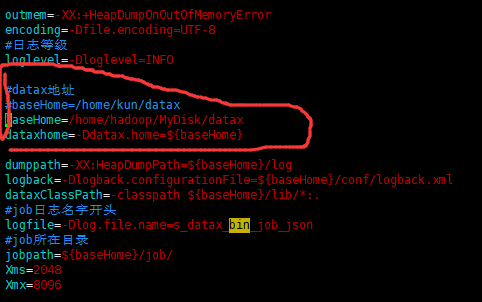 outmem=-XX:+HeapDumpOnOutOfMemoryError
encoding=-Dfile.encoding=UTF-8
#日志等级
loglevel=-Dloglevel=INFO
#datax地址
#baseHome=/home/kun/datax
baseHome=/home/hadoop/MyDisk/datax
dataxhome=-Ddatax.home=${baseHome}
dumppath=-XX:HeapDumpPath=${baseHome}/log
logback=-Dlogback.configurationFile=${baseHome}/conf/logback.xml
dataxClassPath=-classpath ${baseHome}/lib/*:.
#job日志名字开头
logfile=-Dlog.file.name=s_datax_bin_job_json
#job所在目录
jobpath=${baseHome}/job/
Xms=2048
Xmx=8096